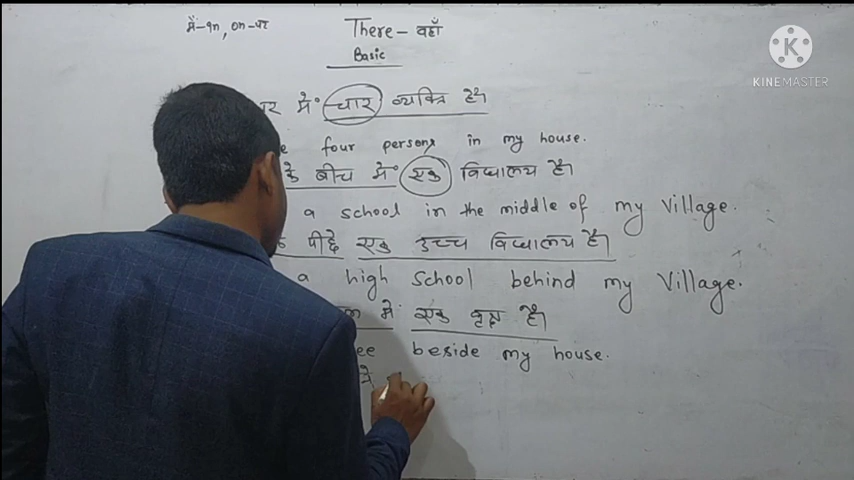 में-in, on-पर
There - वहाँ
Basic
KINEMASTER
में चार व्यक्ति है।
four persons in my house.
के बीच में एक विद्यालय है।
a school in the middle of my village.
पीछे एक उच्च विद्यालय है।
a high school behind my village.
में एक वृक्ष है।
beside my house.